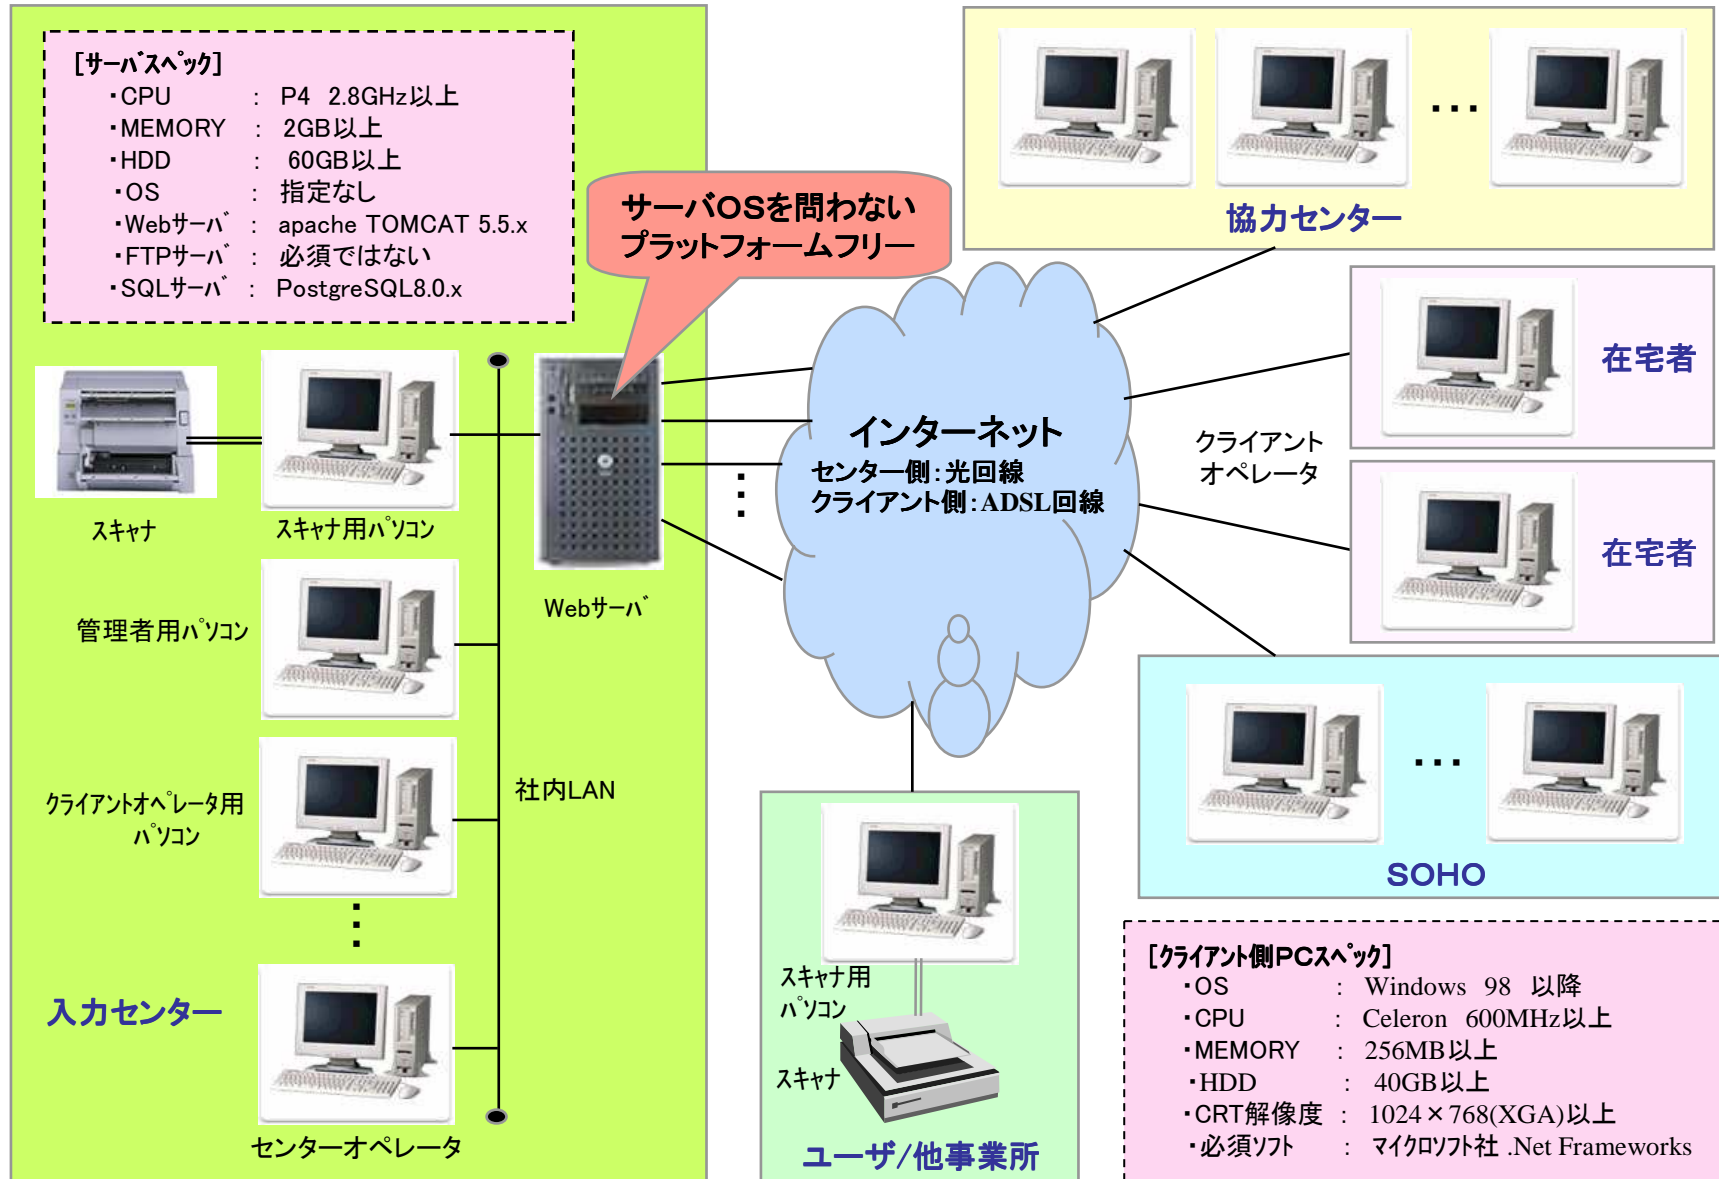 [サーバスペック]
・CPU : P4 2.8GHz以上
・MEMORY : 2GB以上
・HDD : 60GB以上
・OS : 指定なし
・Webサーバ : apache TOMCAT 5.5.x
・FTPサーバ : 必須ではない
・SQLサーバ : PostgreSQL8.0.x
サーバOSを問わない
プラットフォームフリー
協力センター
在宅者
クライアント
オペレータ
在宅者
インターネット
センター側:光回線
クライアント側:ADSL回線
スキャナ
スキャナ用パソコン
Webサーバ
管理者用パソコン
クライアントオペレータ用
パソコン
社内LAN
入力センター
センターオペレータ
SOHO
スキャナ用
パソコン
スキャナ
ユーザ/他事業所
[クライアント側PCスペック]
・OS : Windows 98 以降
・CPU : Celeron 600MHz以上
・MEMORY : 256MB以上
・HDD : 40GB以上
・CRT解像度 : 1024×768(XGA)以上
・必須ソフト : マイクロソフト社 .Net Frameworks